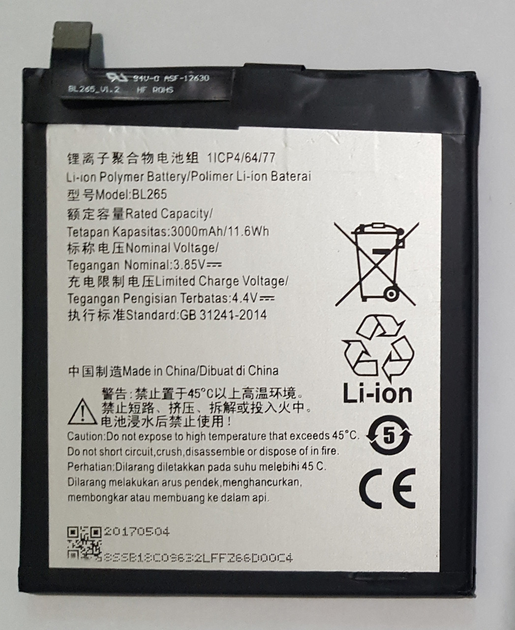 94V-0 ASF-12630
BL265_V1.2 HF ROHS
锂离子聚合物电池组 1ICP4/64/77
Li-ion Polymer Battery/Polimer Li-ion Baterai
型号Model:BL265
额定容量Rated Capacity/
Tetapan Kapasitas:3000mAh/11.6Wh
标称电压Nominal Voltage/
Tegangan Nominal:3.85V⎓
充电限制电压Limited Charge Voltage/
Tegangan Pengisian Terbatas:4.4V⎓
执行标准Standard:GB 31241-2014
Li-ion
中国制造Made in China/Dibuat di China
警告:禁止置于45℃以上高温环境。
禁止短路、挤压、拆解或投入火中。
电池浸水后禁止使用！
5
Caution:Do not expose to high temperature that exceeds 45℃.
Do not short circuit,crush,disassemble or dispose of in fire.
Perhatian:Dilarang diletakkan pada suhu melebihi 45 C.
Dilarang melakukan arus pendek,menghancurkan,
membongkar atau membuang ke dalam api.
CE
20170504
8SSB18C09632LFFZ66D00C4